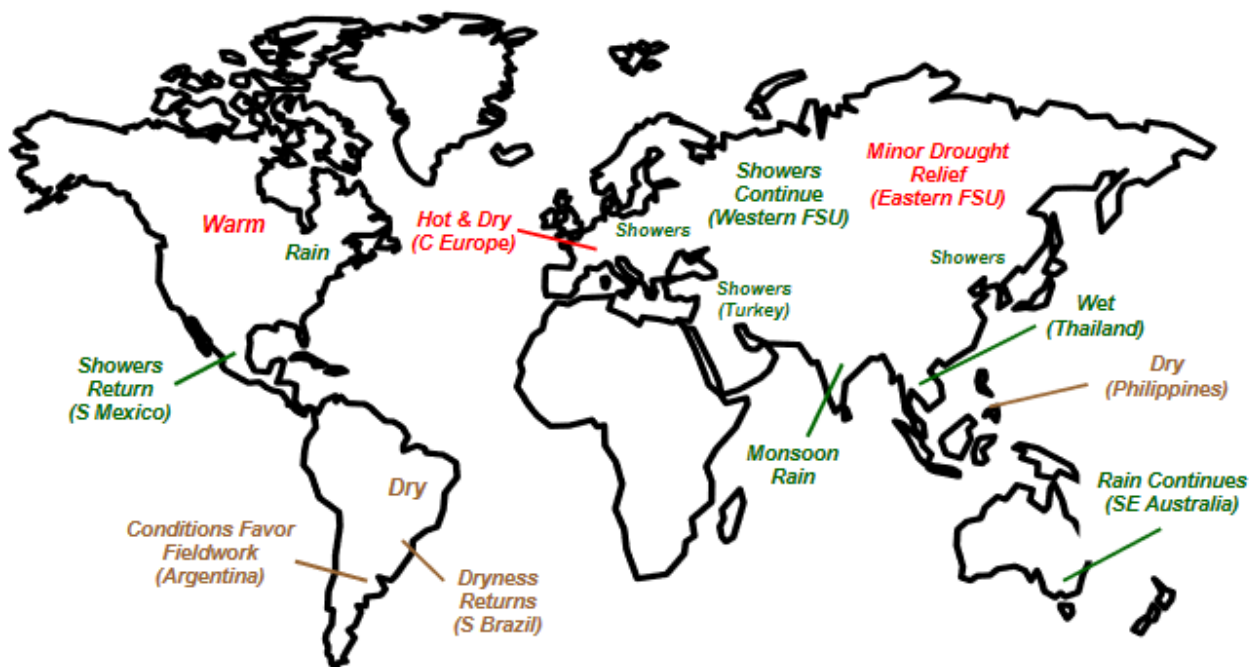 Minor Drought
Relief
(Eastern FSU)
Showers
Continue
(Western FSU)
Warm
Rain
Hot & Dry
(C Europe)
Showers
Showers
Showers
(Turkey)
Wet
(Thailand)
Showers
Return
(S Mexico)
Dry
(Philippines)
Monsoon
Rain
Dry
Rain Continues
(SE Australia)
Conditions Favor
Fieldwork
(Argentina)
Dryness
Returns
(S Brazil)